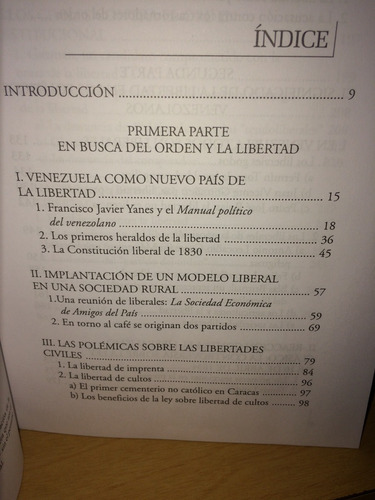 ÍNDICE
INTRODUCCIÓN ........ 9
PRIMERA PARTE
EN BUSCA DEL ORDEN Y LA LIBERTAD
I. VENEZUELA COMO NUEVO PAÍS DE
LA LIBERTAD ........ 15
1. Francisco Javier Yanes y el Manual político
del venezolano ........ 18
2. Los primeros heraldos de la libertad ........ 36
3. La Constitución liberal de 1830 ........ 45
II. IMPLANTACIÓN DE UN MODELO LIBERAL
EN UNA SOCIEDAD RURAL ........ 57
1.Una reunión de liberales: La Sociedad Económica
de Amigos del País ........ 59
2. En torno al café se originan dos partidos ........ 69
III. LAS POLÉMICAS SOBRE LAS LIBERTADES
CIVILES ........ 79
1. La libertad de imprenta ........ 84
2. La libertad de cultos ........ 96
a) El primer cementerio no católico en Caracas ........ 97
b) Los beneficios de la ley sobre libertad de cultos ........ 98